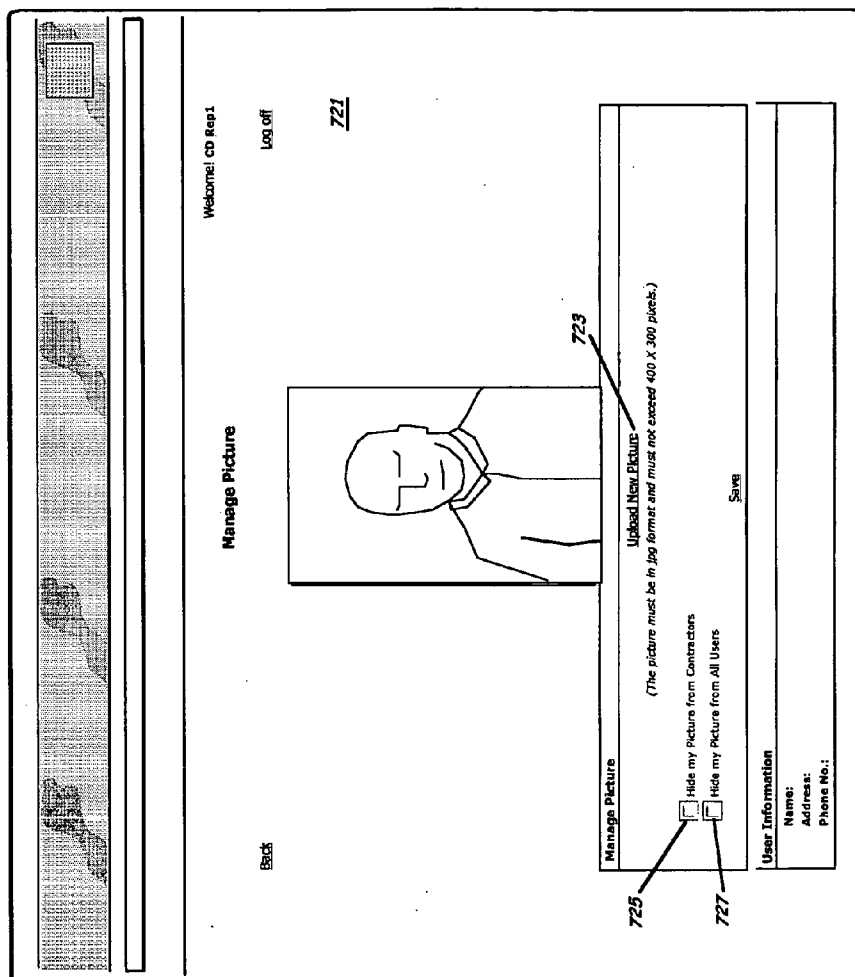 Welcome! CD Rep1
Manage Picture
Back
Log off
721
723
Manage Picture
Upload New Picture
(The picture must be in jpg format and must not exceed 400 X 300 pixels.)
725
Hide my Picture from Contractors
727
Hide my Picture from All Users
Save
User Information
Name:
Address:
Phone No.: